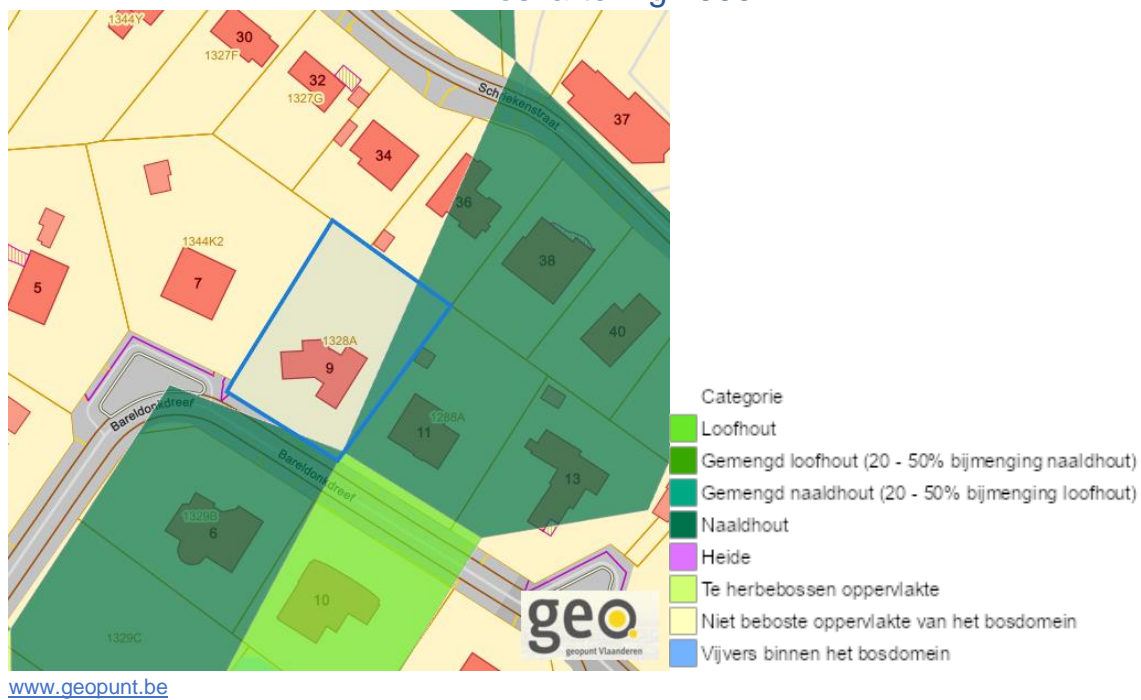 1344Y
30
1327F
32
1327G
Schriekenstraat
37
34
36
1344K2
38
5
7
40
1328A
9
Bareldonkdreef
1288A
11
Bareldonkdreef
13
1329B
6
10
1329C
geo.
geopunt Vlaanderen
Categorie
Loofhout
Gemengd loofhout (20 - 50% bijmenging naaldhout)
Gemengd naaldhout (20 - 50% bijmenging loofhout)
Naaldhout
Heide
Te herbebossen oppervlakte
Niet beboste oppervlakte van het bosdomein
Vijvers binnen het bosdomein
www.geopunt.be